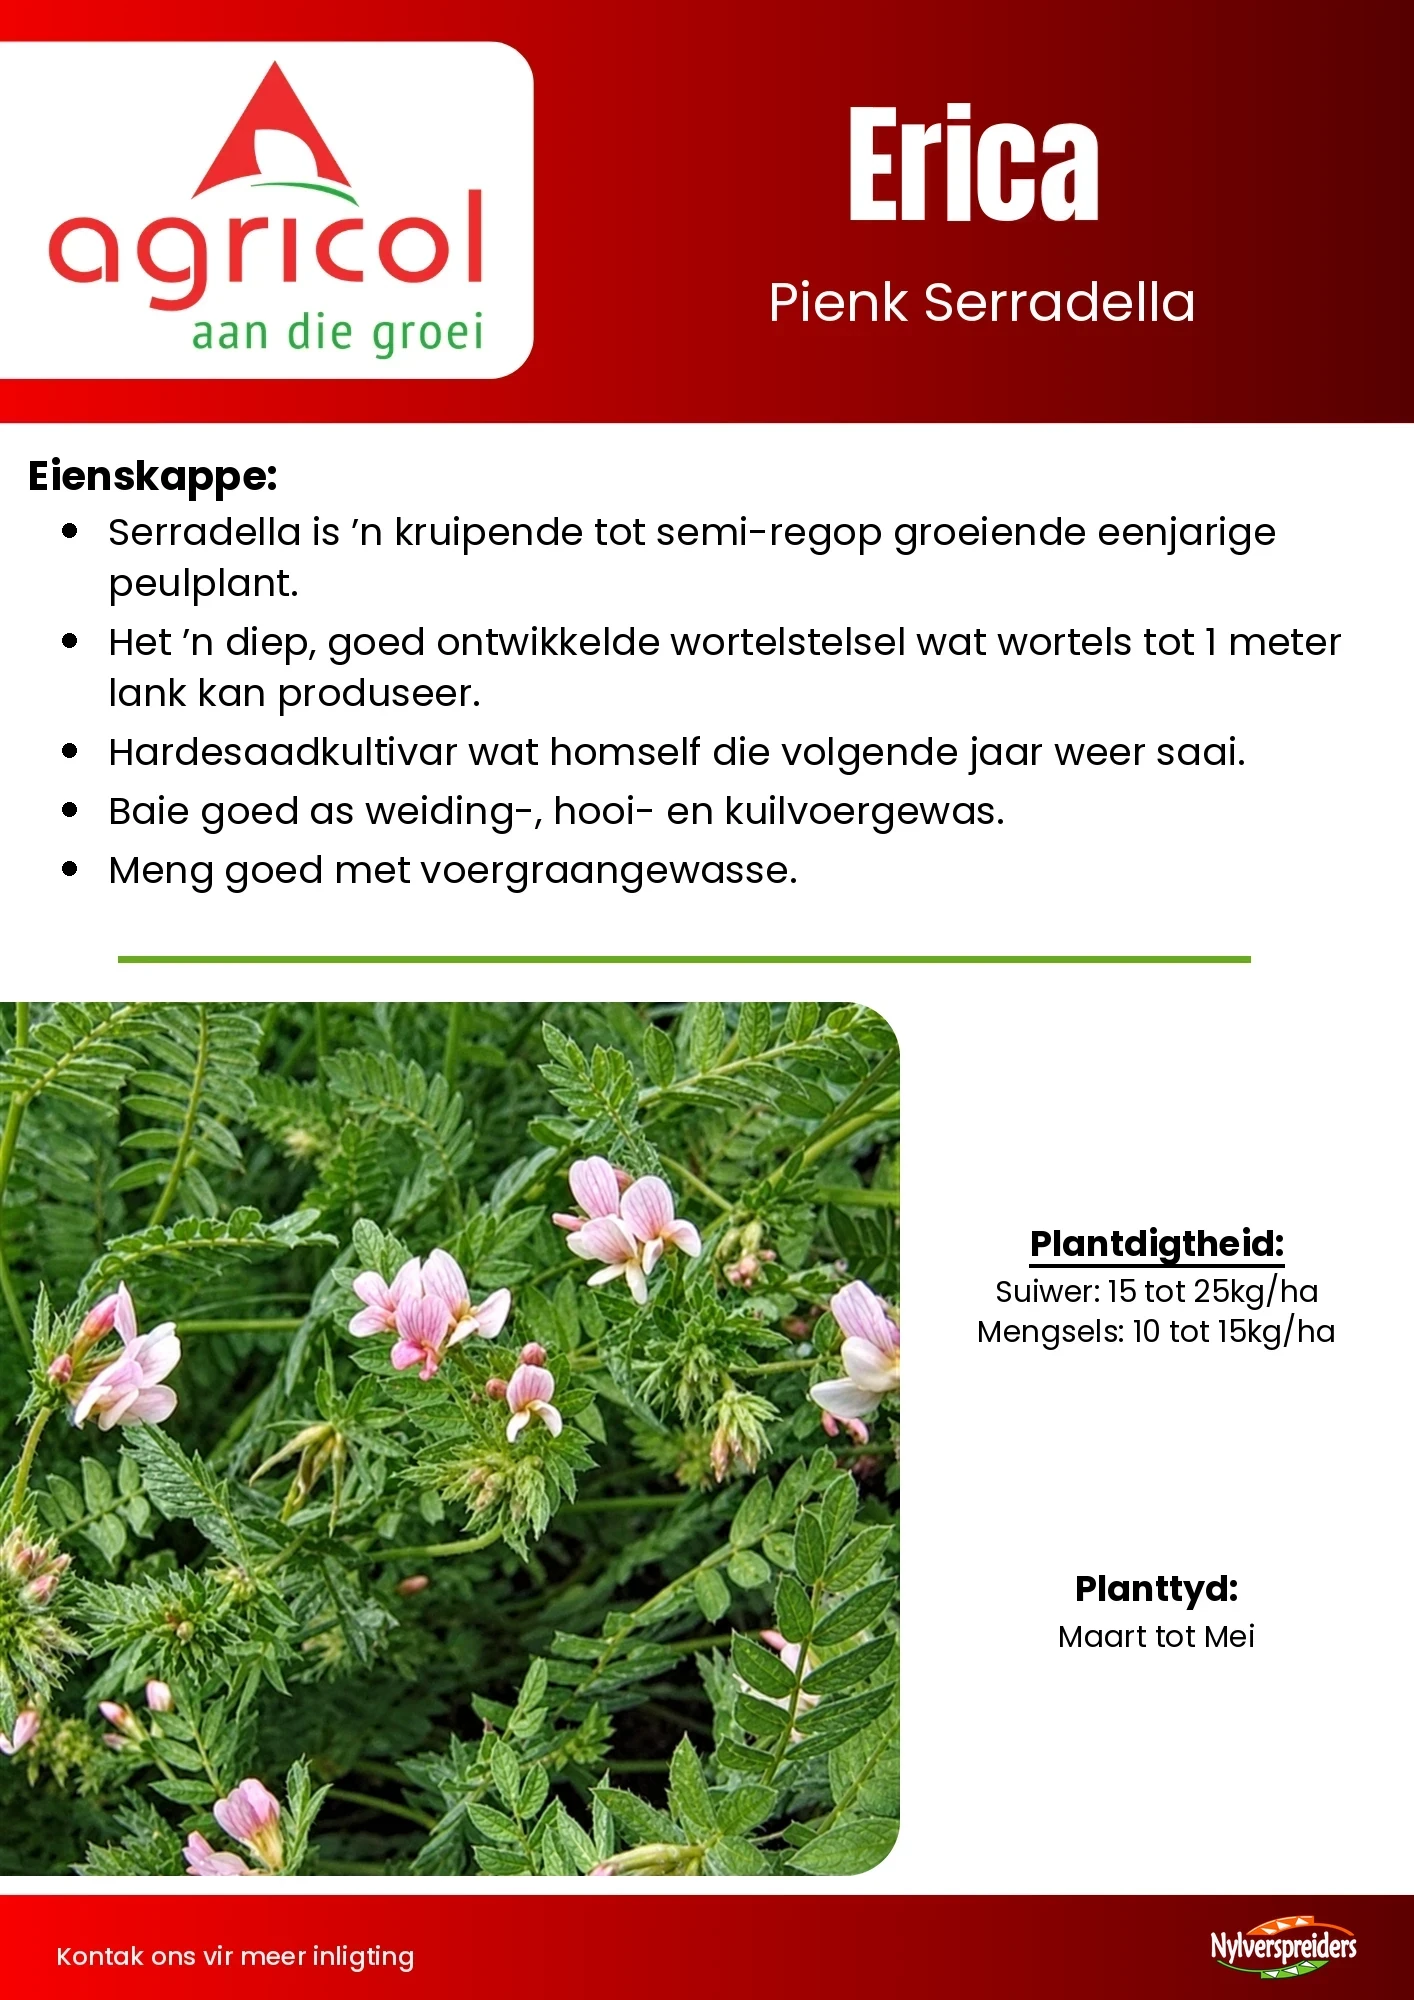 agricol
aan die groei
Erica
Pienk Serradella
Eienskappe:
• Serradella is ’n kruipende tot semi-regop groeiende eenjarige
peulplant.
• Het ’n diep, goed ontwikkelde wortelstelsel wat wortels tot 1 meter
lank kan produseer.
• Hardesaadkultivar wat homself die volgende jaar weer saai.
• Baie goed as weiding-, hooi- en kuilvoergewas.
• Meng goed met voergraangewasse.
Plantdigtheid:
Suiwer: 15 tot 25kg/ha
Mengsels: 10 tot 15kg/ha
Planttyd:
Maart tot Mei
Kontak ons vir meer inligting
Nylverspreiders